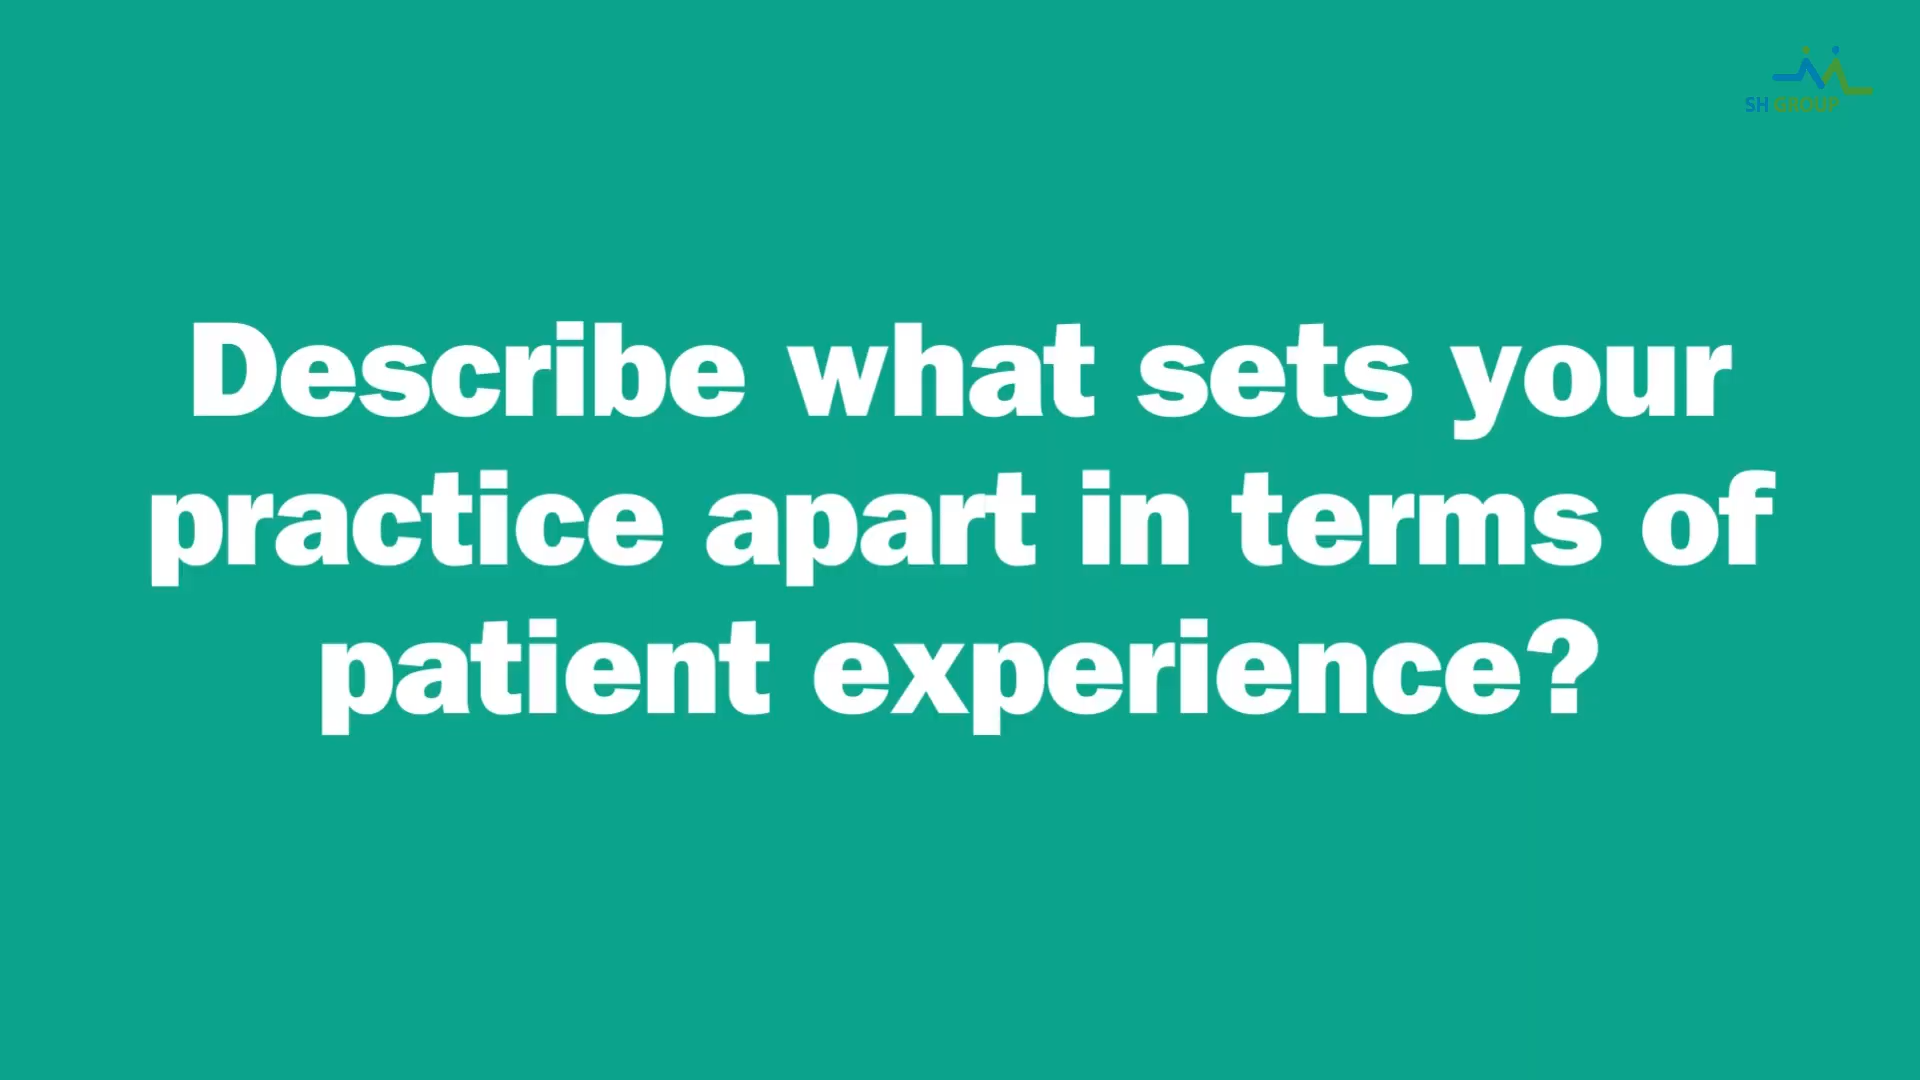 SH GROUP
Describe what sets your
practice apart in terms of
patient experience?